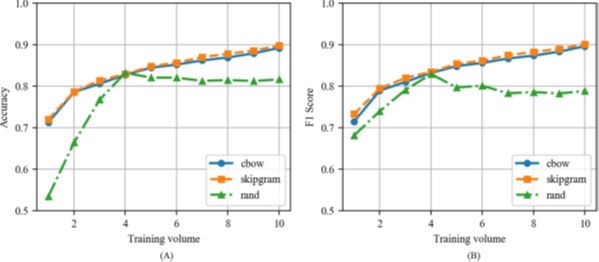 1.0
0.9
0.8
0.7
0.6
0.5
Accuracy
2 4 6 8 10
Training volume
cbow
skipgram
rand
(A)
1.0
0.9
0.8
0.7
0.6
0.5
F1 Score
2 4 6 8 10
Training volume
cbow
skipgram
rand
(B)